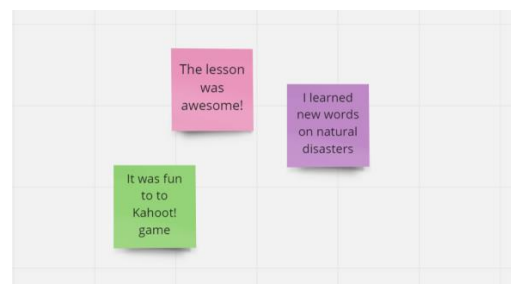 The lesson
was
awesome!
I learned
new words
on natural
disasters
It was fun
to to
Kahoot!
game